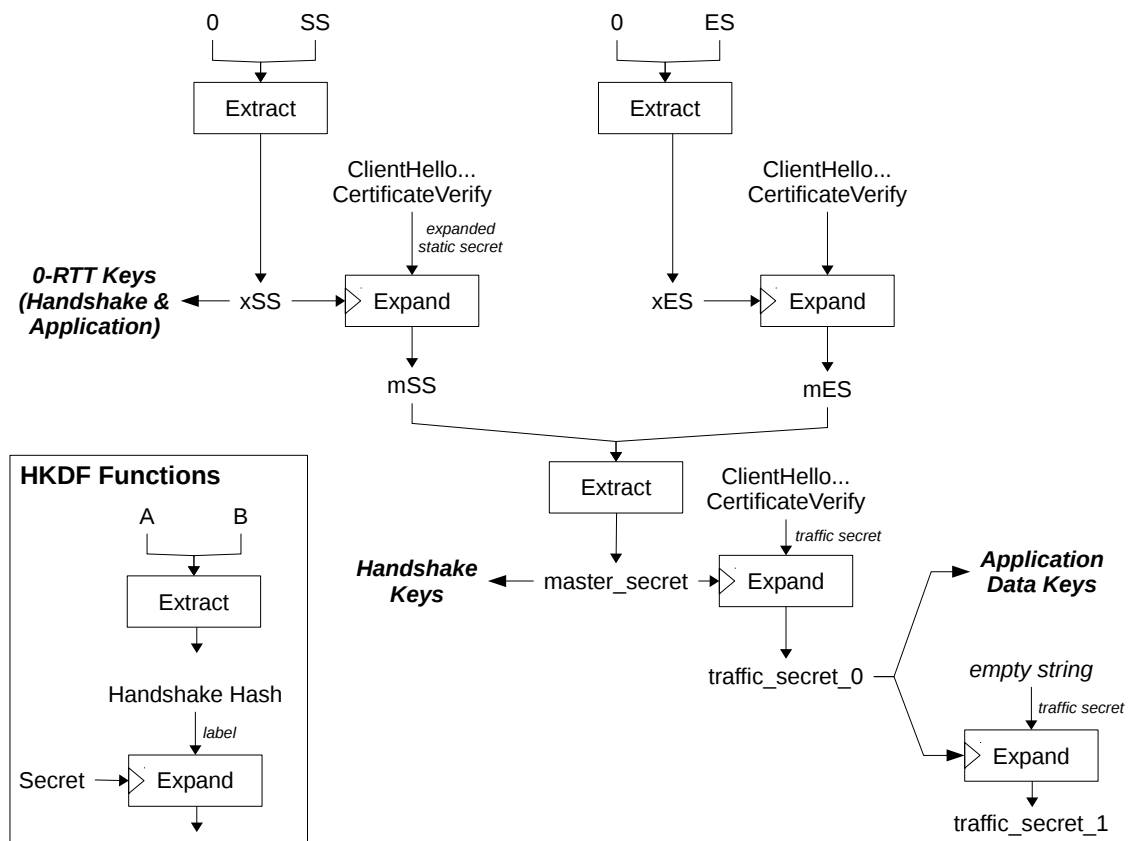 0
SS
0
ES
Extract
Extract
ClientHello...
CertificateVerify
ClientHello...
CertificateVerify
expanded
static secret
0-RTT Keys
(Handshake &
Application)
xSS
Expand
xES
Expand
mSS
mES
HKDF Functions
A
B
Extract
Handshake Hash
label
Secret
Expand
Extract
ClientHello...
CertificateVerify
traffic secret
Handshake
Keys
master_secret
Expand
Application
Data Keys
traffic_secret_0
empty string
traffic secret
Expand
traffic_secret_1